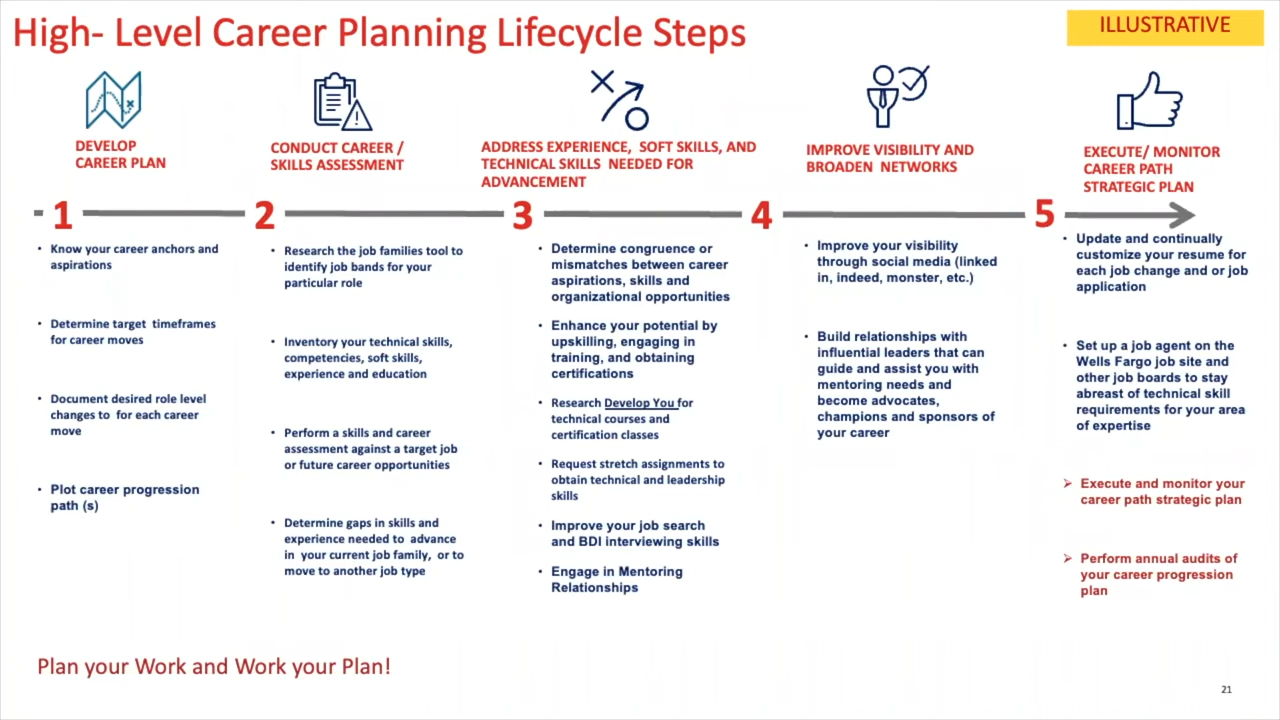 High- Level Career Planning Lifecycle Steps
ILLUSTRATIVE
DEVELOP
CAREER PLAN
CONDUCT CAREER /
SKILLS ASSESSMENT
ADDRESS EXPERIENCE, SOFT SKILLS, AND
TECHNICAL SKILLS NEEDED FOR
ADVANCEMENT
IMPROVE VISIBILITY AND
BROADEN NETWORKS
EXECUTE/ MONITOR
CAREER PATH
STRATEGIC PLAN
1
2
3
4
5
• Know your career anchors and
aspirations
• Determine target timeframes
for career moves
• Document desired role level
changes to for each career
move
• Plot career progression
path (s)
• Research the job families tool to
identify job bands for your
particular role
• Inventory your technical skills,
competencies, soft skills,
experience and education
• Perform a skills and career
assessment against a target job
or future career opportunities
• Determine gaps in skills and
experience needed to advance
in your current job family, or to
move to another job type
• Determine congruence or
mismatches between career
aspirations, skills and
organizational opportunities
• Enhance your potential by
upskilling, engaging in
training, and obtaining
certifications
• Research Develop You for
technical courses and
certification classes
• Request stretch assignments to
obtain technical and leadership
skills
• Improve your job search
and BDI interviewing skills
• Engage in Mentoring
Relationships
• Improve your visibility
through social media (linked
in, indeed, monster, etc.)
• Build relationships with
influential leaders that can
guide and assist you with
mentoring needs and
become advocates,
champions and sponsors of
your career
• Update and continually
customize your resume for
each job change and or job
application
• Set up a job agent on the
Wells Fargo job site and
other job boards to stay
abreast of technical skill
requirements for your area
of expertise
➢ Execute and monitor your
career path strategic plan
➢ Perform annual audits of
your career progression
plan
Plan your Work and Work your Plan!
21